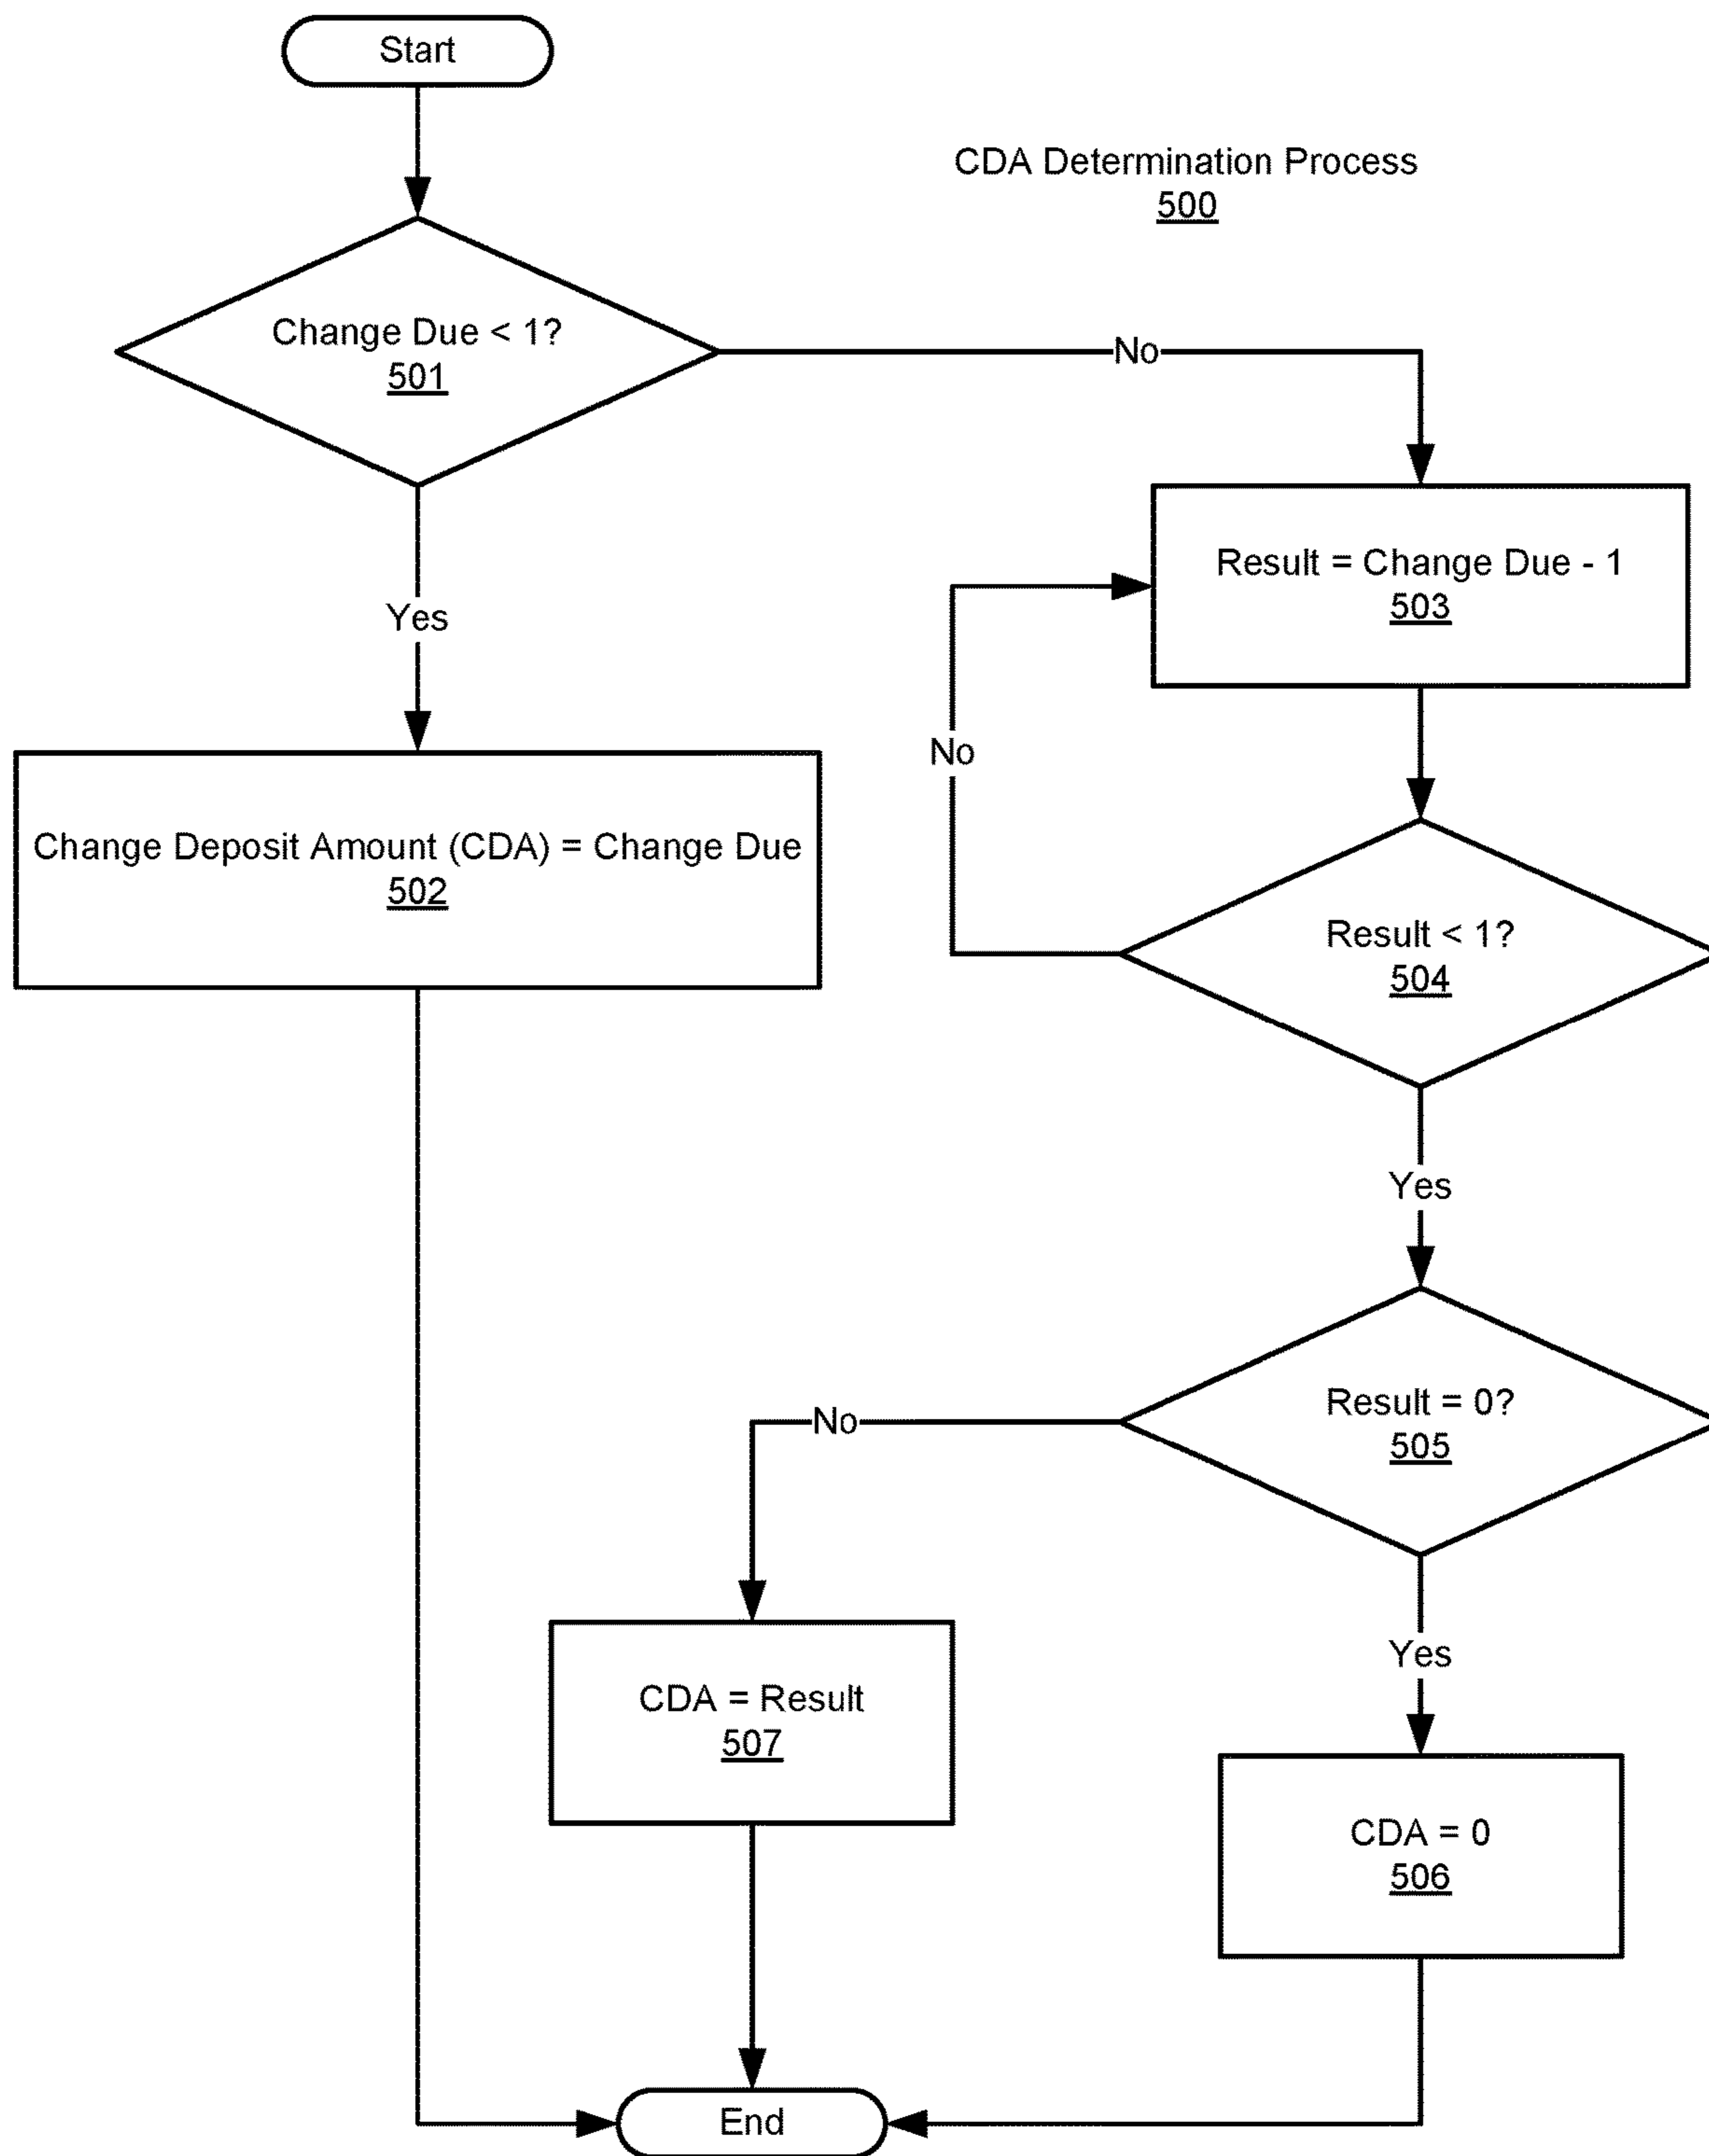 Start
CDA Determination Process
500
Change Due < 1?
501
No
Yes
Result = Change Due - 1
503
No
Change Deposit Amount (CDA) = Change Due
502
Result < 1?
504
Yes
Result = 0?
505
No
Yes
CDA = Result
507
CDA = 0
506
End